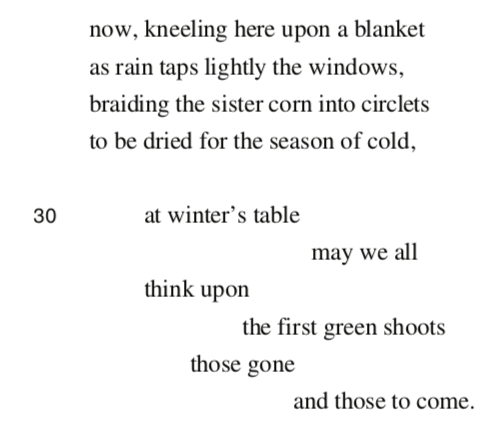 now, kneeling here upon a blanket
as rain taps lightly the windows,
braiding the sister corn into circlets
to be dried for the season of cold,
30 at winter’s table
may we all
think upon
the first green shoots
those gone
and those to come.